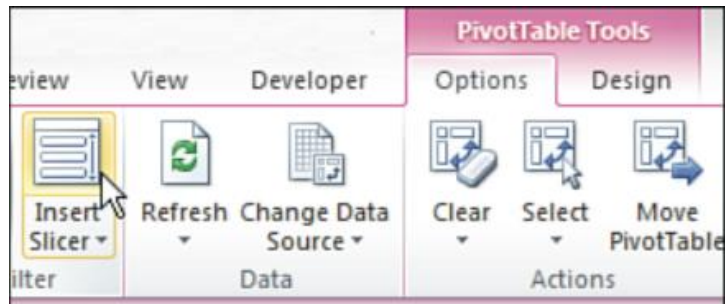 PivotTable Tools
eview View Developer Options Design
Insert Refresh Change Data Clear Select Move
Slicer Source PivotTable
ilter Data Actions